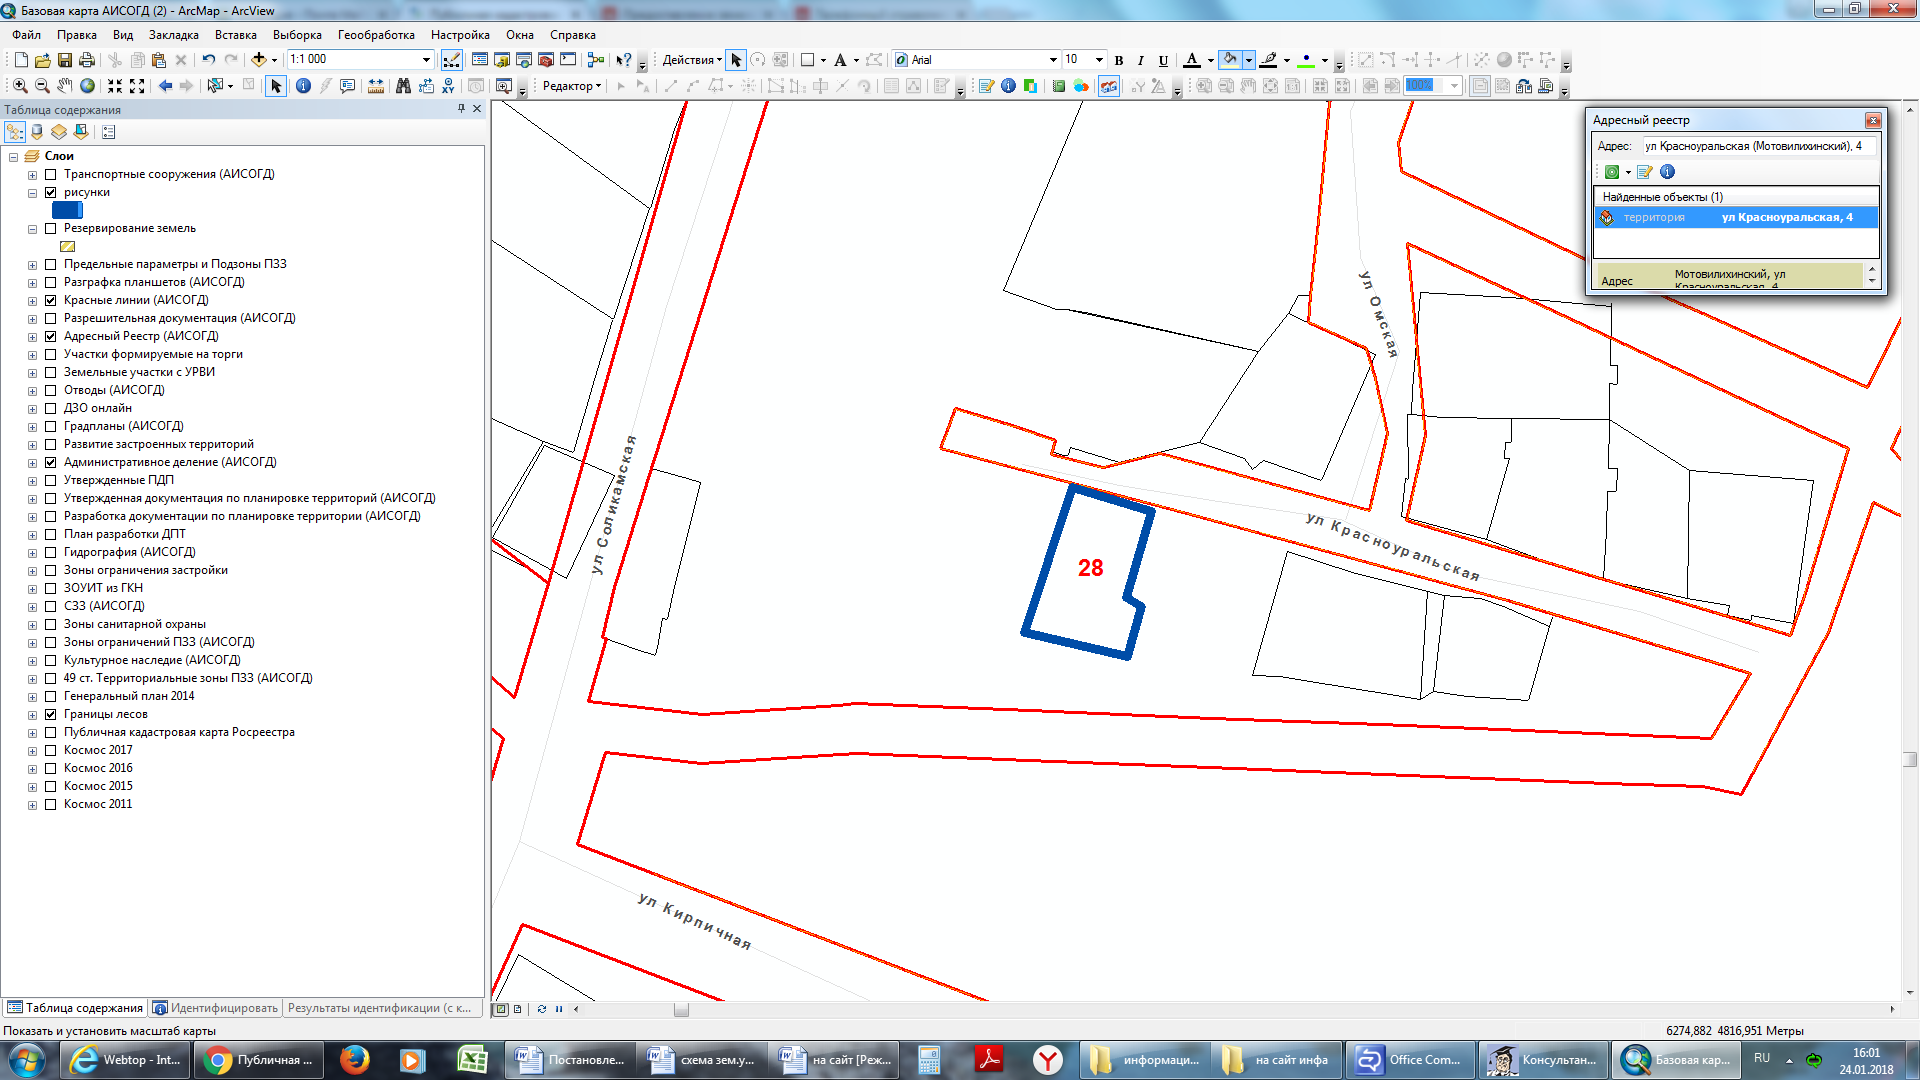 Базовая карта АИСОГД (2) - ArcMap - ArcView
Файл Правка Вид Закладка Вставка Выборка Геообработка Настройка Окна Справка
1:1 000 Действия Arial 10 B I U A
Редактор 100%
Таблица содержания
Слои
Транспортные сооружения (АИСОГД)
рисунки
Резервирование земель
Предельные параметры и Подзоны ПЗЗ
Разграфка планшетов (АИСОГД)
Красные линии (АИСОГД)
Разрешительная документация (АИСОГД)
Адресный Реестр (АИСОГД)
Участки формируемые на торги
Земельные участки с УРВИ
Отводы (АИСОГД)
ДЗО онлайн
Градпланы (АИСОГД)
Развитие застроенных территорий
Административное деление (АИСОГД)
Утвержденные ПДП
Утвержденная документация по планировке территорий (АИСОГД)
Разработка документации по планировке территории (АИСОГД)
План разработки ДПТ
Гидрография (АИСОГД)
Зоны ограничения застройки
ЗОУИТ из ГКН
СЗЗ (АИСОГД)
Зоны санитарной охраны
Зоны ограничений ПЗЗ (АИСОГД)
Культурное наследие (АИСОГД)
49 ст. Территориальные зоны ПЗЗ (АИСОГД)
Генеральный план 2014
Границы лесов
Публичная кадастровая карта Росреестра
Космос 2017
Космос 2016
Космос 2015
Космос 2011
Адресный реестр
Адрес: ул Красноуральская (Мотовилихинский), 4
Найденные объекты (1)
территория ул Красноуральская, 4
Адрес Мотовилихинский, ул
Красноуральская, 4
ул Омская
ул Соликамская
ул Красноуральская
28
ул Кирпичная
Таблица содержания Идентифицировать Результаты идентификации (с к...
Показать и установить масштаб карты
6274,882 4816,951 Метры
Webtop - Int... Публичная ... Постановле... схема зем.у... на сайт [Реж... информаци... на сайт инфа Office Com... Консультан... Базовая кар... RU
16:01
24.01.2018